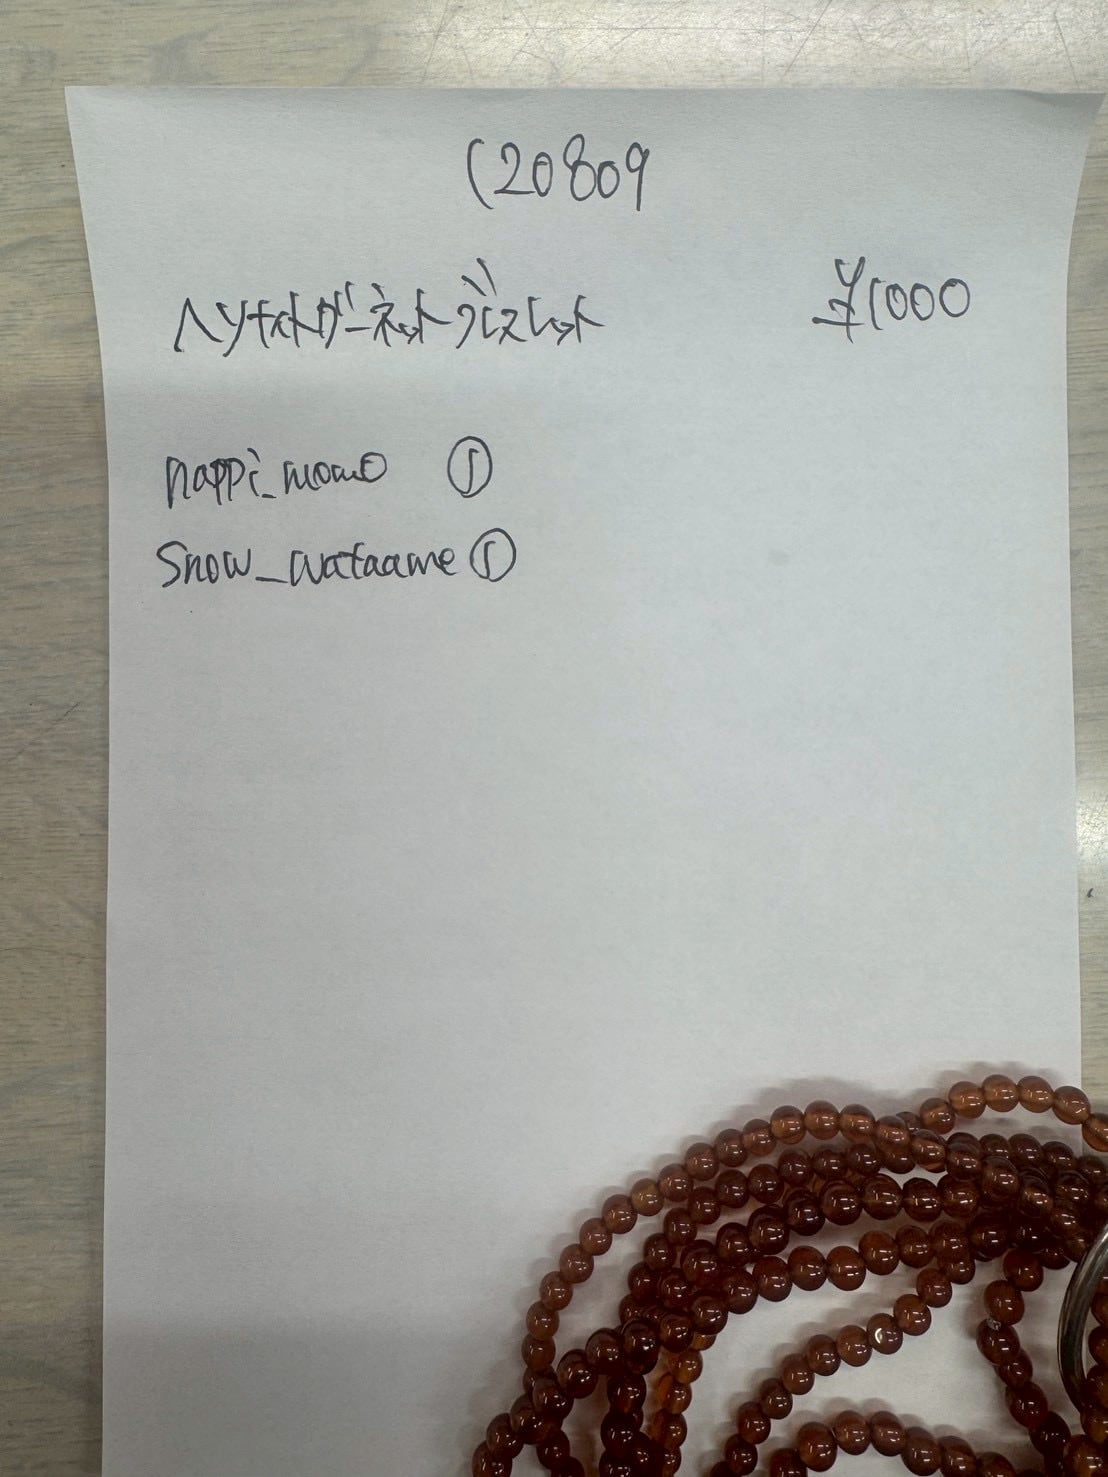 C20809
ヘソナイトガーネットブレスレット ¥1000
nappi_momo ①
Snow_wataame ①